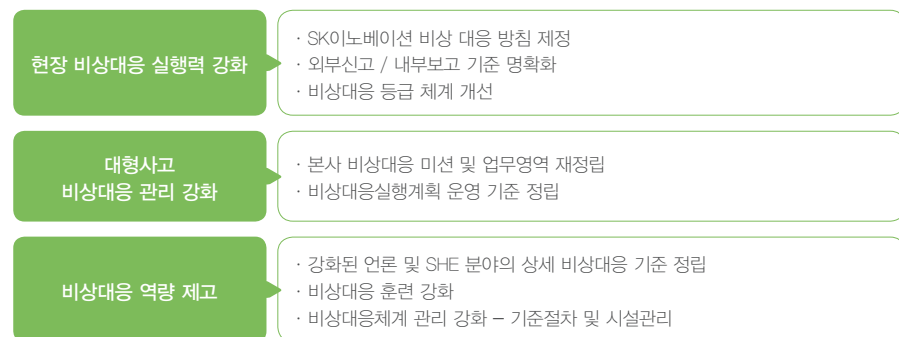 현장 비상대응 실행력 강화
· SK이노베이션 비상 대응 방침 제정
· 외부신고 / 내부보고 기준 명확화
· 비상대응 등급 체계 개선
대형사고
비상대응 관리 강화
· 본사 비상대응 미션 및 업무영역 재정립
· 비상대응실행계획 운영 기준 정립
비상대응 역량 제고
· 강화된 언론 및 SHE 분야의 상세 비상대응 기준 정립
· 비상대응 훈련 강화
· 비상대응체계 관리 강화 – 기준절차 및 시설관리